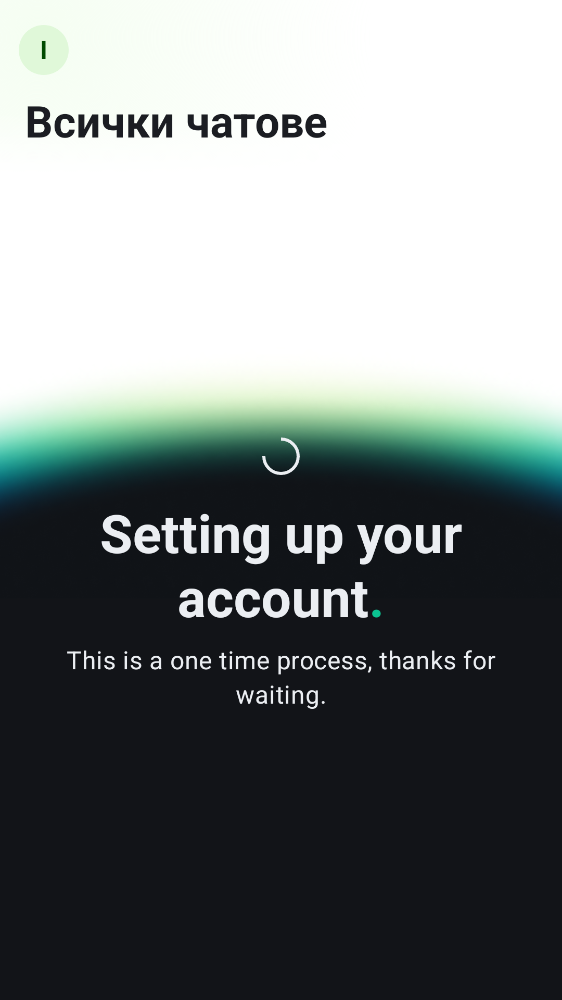 I
Всички чатове
Setting up your
account.
This is a one time process, thanks for
waiting.